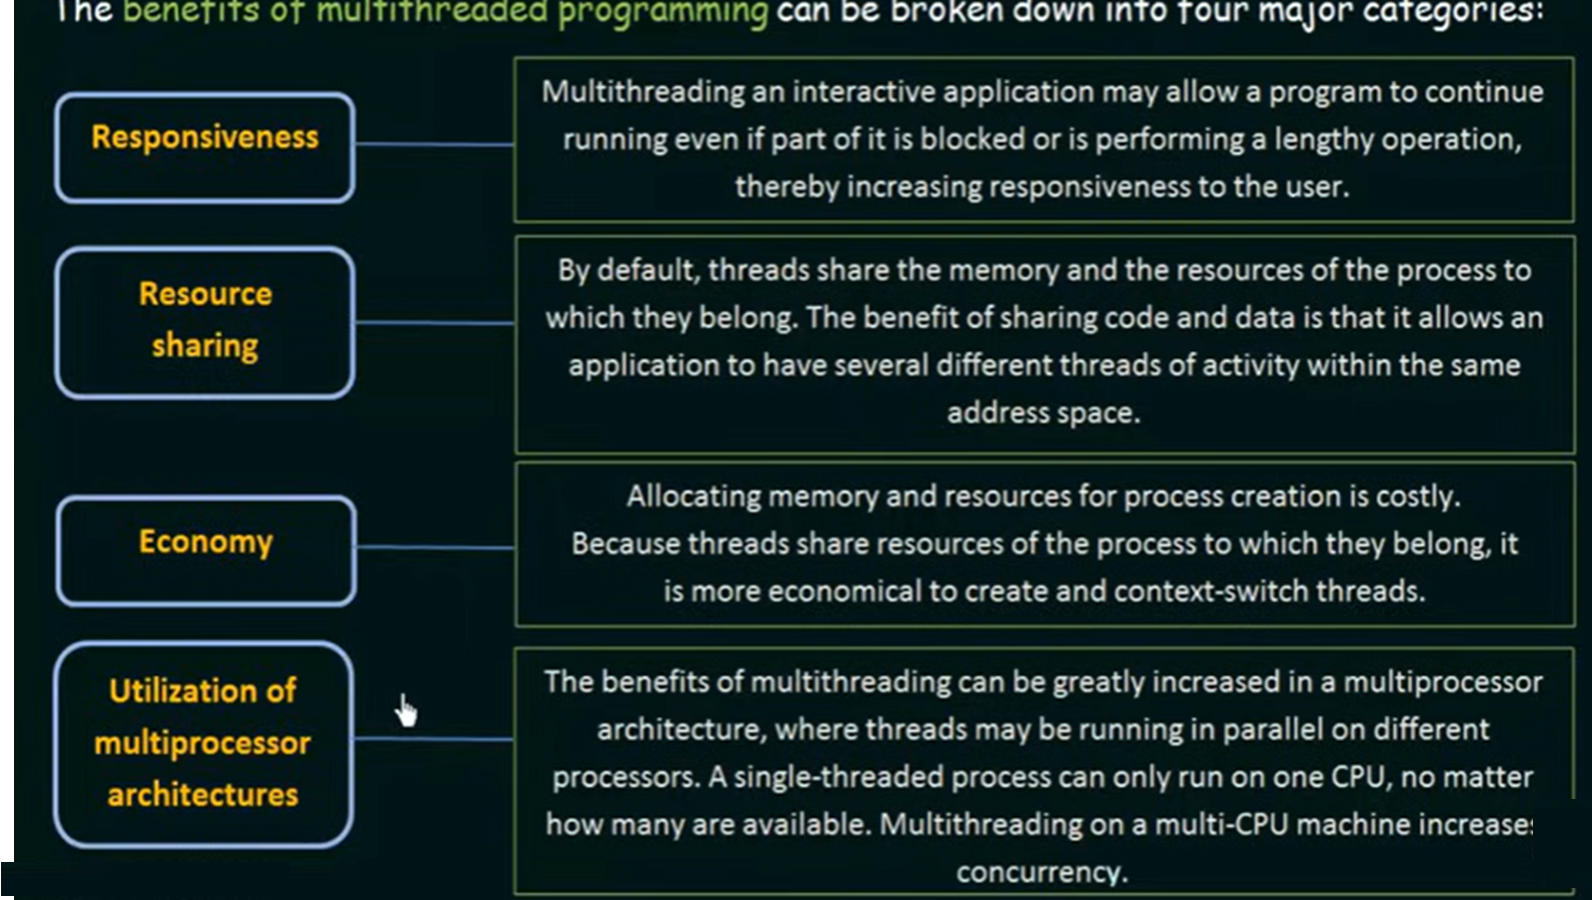 The benefits of multithreaded programming can be broken down into four major categories:
Responsiveness
Multithreading an interactive application may allow a program to continue
running even if part of it is blocked or is performing a lengthy operation,
thereby increasing responsiveness to the user.
Resource
sharing
By default, threads share the memory and the resources of the process to
which they belong. The benefit of sharing code and data is that it allows an
application to have several different threads of activity within the same
address space.
Economy
Allocating memory and resources for process creation is costly.
Because threads share resources of the process to which they belong, it
is more economical to create and context-switch threads.
Utilization of
multiprocessor
architectures
The benefits of multithreading can be greatly increased in a multiprocessor
architecture, where threads may be running in parallel on different
processors. A single-threaded process can only run on one CPU, no matter
how many are available. Multithreading on a multi-CPU machine increases
concurrency.